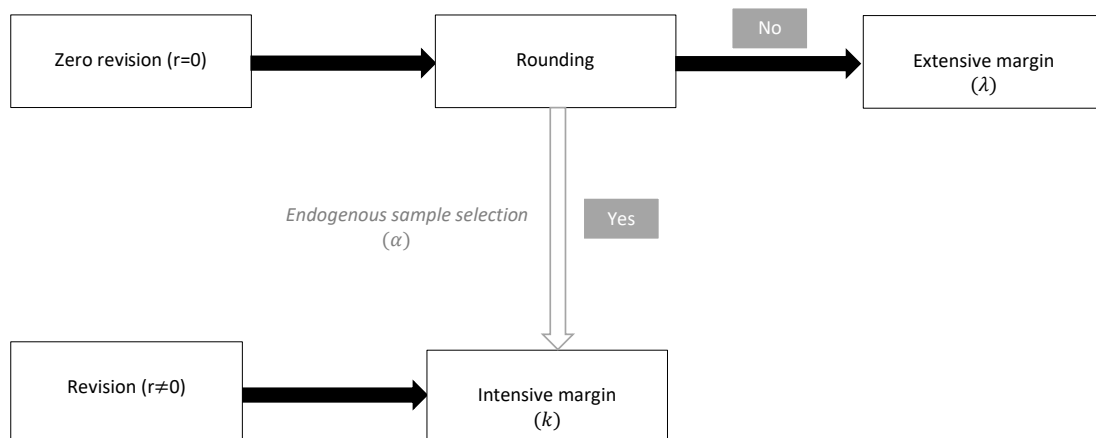 No
Zero revision (r=0)
Rounding
Extensive margin
(λ)
Endogenous sample selection
(α)
Yes
Revision (r≠0)
Intensive margin
(k)